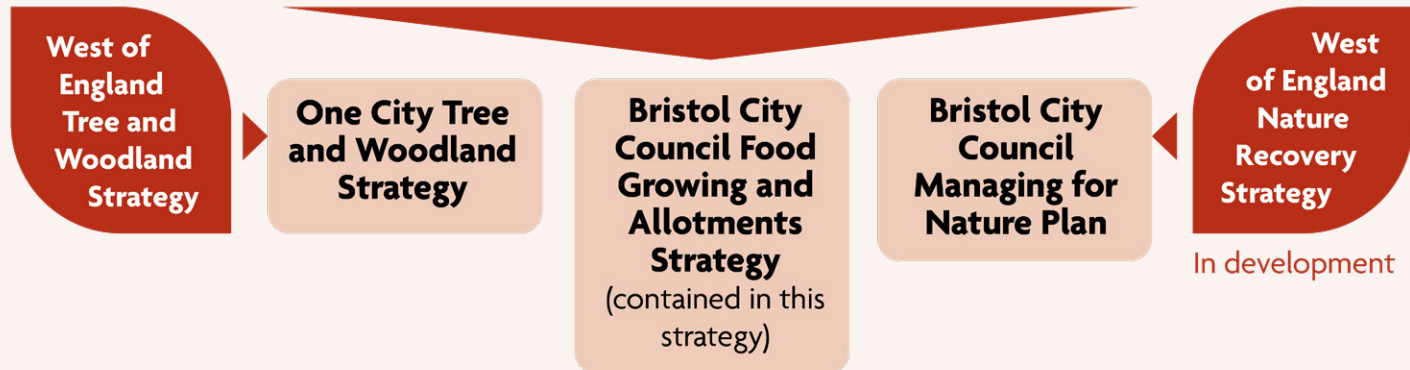 West of
England
Tree and
Woodland
Strategy
One City Tree
and Woodland
Strategy
Bristol City
Council Food
Growing and
Allotments
Strategy
(contained in this
strategy)
Bristol City
Council
Managing for
Nature Plan
West
of England
Nature
Recovery
Strategy
In development